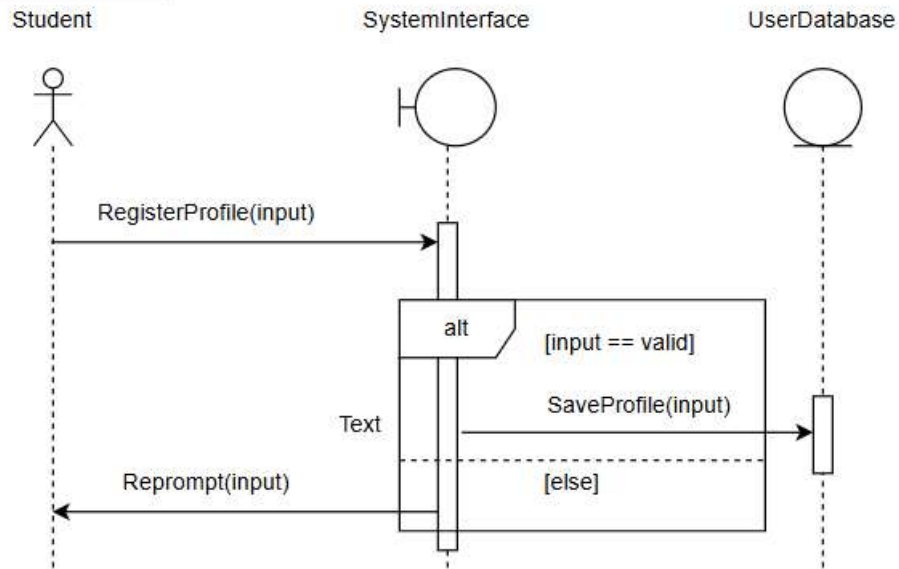 Student
SystemInterface
UserDatabase
RegisterProfile(input)
alt
[input == valid]
SaveProfile(input)
Text
Reprompt(input)
[else]